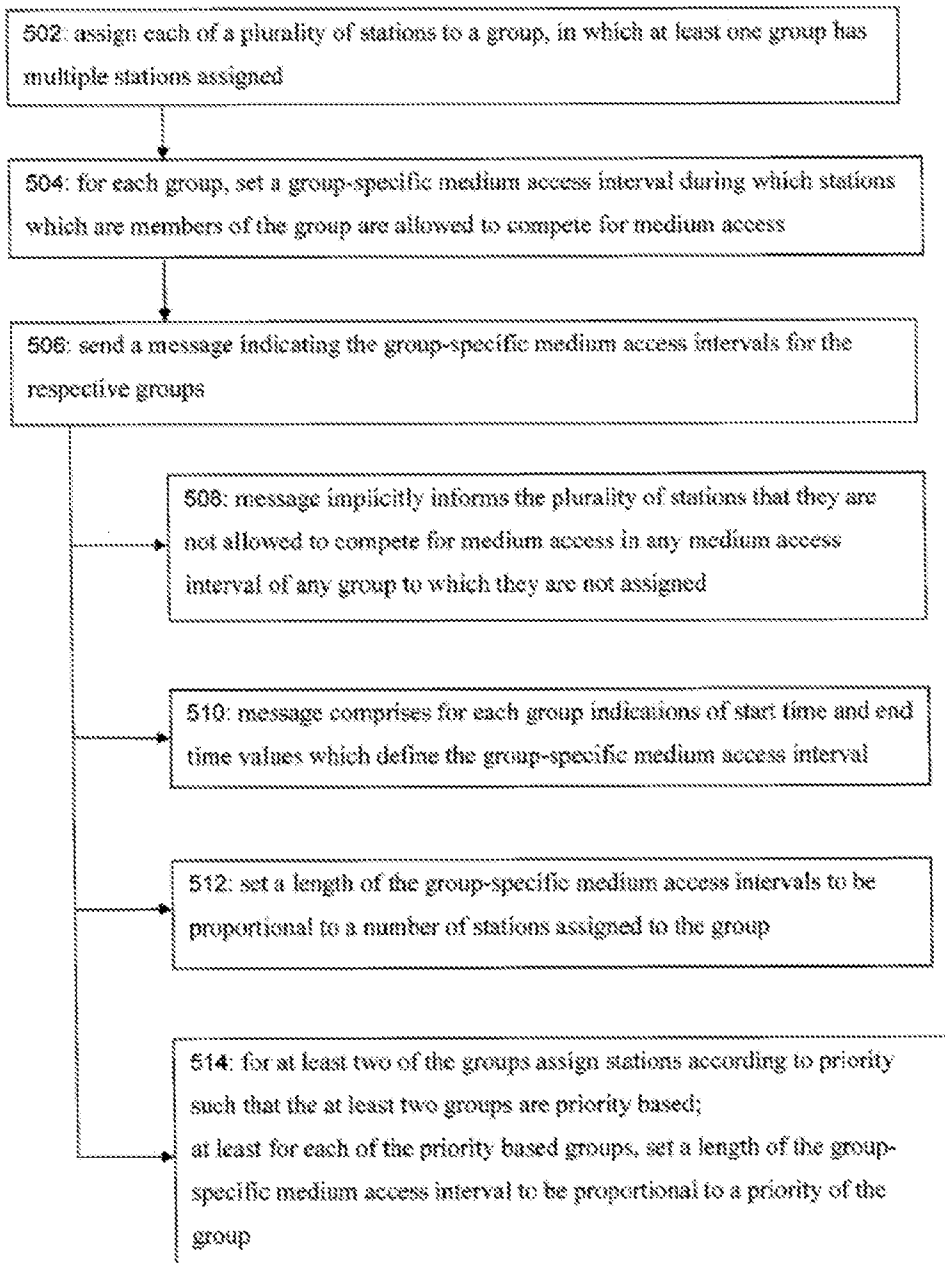 502: assign each of a plurality of stations to a group, in which at least one group has
multiple stations assigned
504: for each group, set a group-specific medium access interval during which stations
which are members of the group are allowed to compete for medium access
506: send a message indicating the group-specific medium access intervals for the
respective groups
508: message implicitly informs the plurality of stations that they are
not allowed to compete for medium access in any medium access
interval of any group to which they are not assigned
510: message comprises for each group indications of start time and end
time values which define the group-specific medium access interval
512: set a length of the group-specific medium access intervals to be
proportional to a number of stations assigned to the group
514: for at least two of the groups assign stations according to priority
such that the at least two groups are priority based;
at least for each of the priority based groups, set a length of the group-
specific medium access interval to be proportional to a priority of the
group